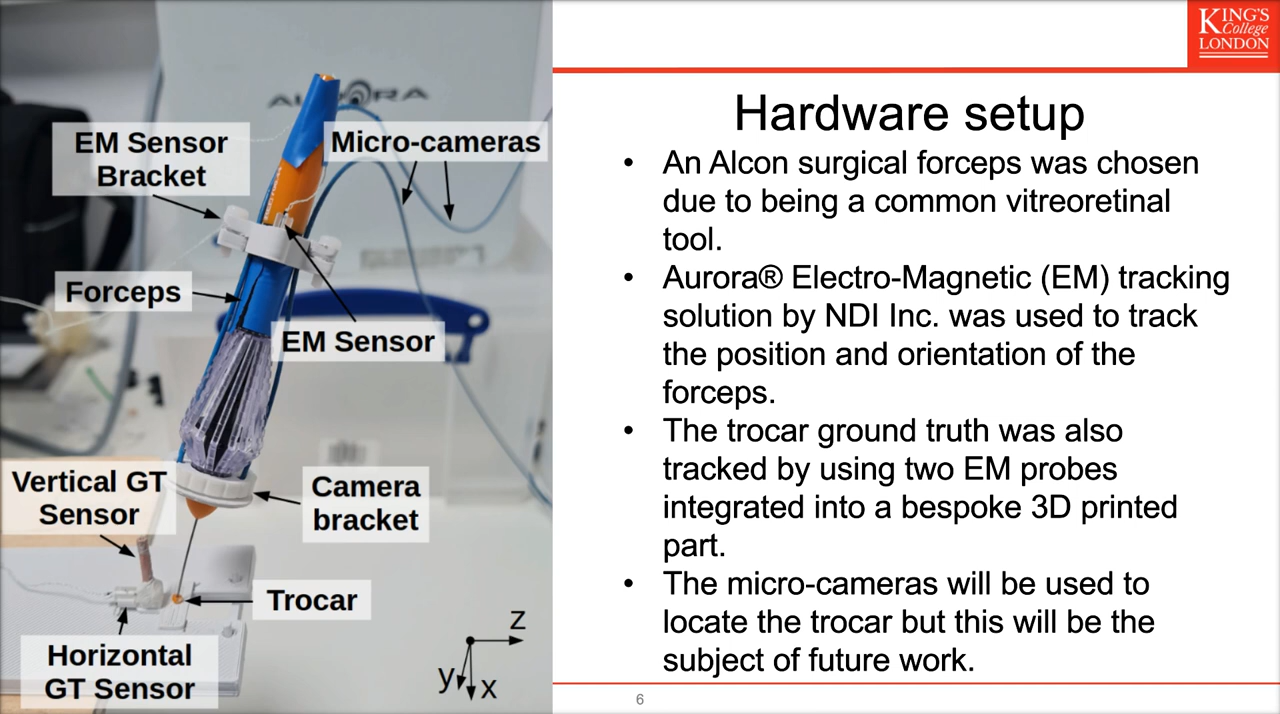 AURORA
EM Sensor
Bracket
Micro-cameras
Forceps
EM Sensor
Vertical GT
Sensor
Camera
bracket
Trocar
Horizontal
GT Sensor
z
y
x
KING'S
College
LONDON
Hardware setup
• An Alcon surgical forceps was chosen
due to being a common vitreoretinal
tool.
• Aurora® Electro-Magnetic (EM) tracking
solution by NDI Inc. was used to track
the position and orientation of the
forceps.
• The trocar ground truth was also
tracked by using two EM probes
integrated into a bespoke 3D printed
part.
• The micro-cameras will be used to
locate the trocar but this will be the
subject of future work.
6